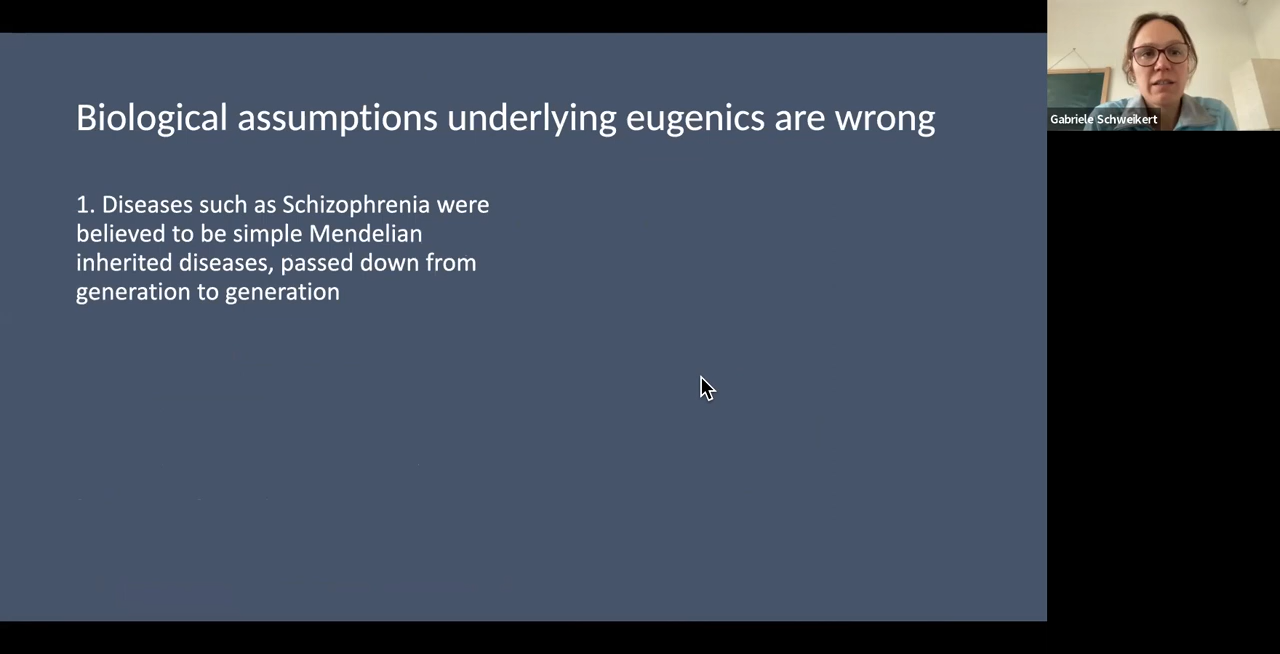 Biological assumptions underlying eugenics are wrong
1. Diseases such as Schizophrenia were
believed to be simple Mendelian
inherited diseases, passed down from
generation to generation
Gabriele Schweikert